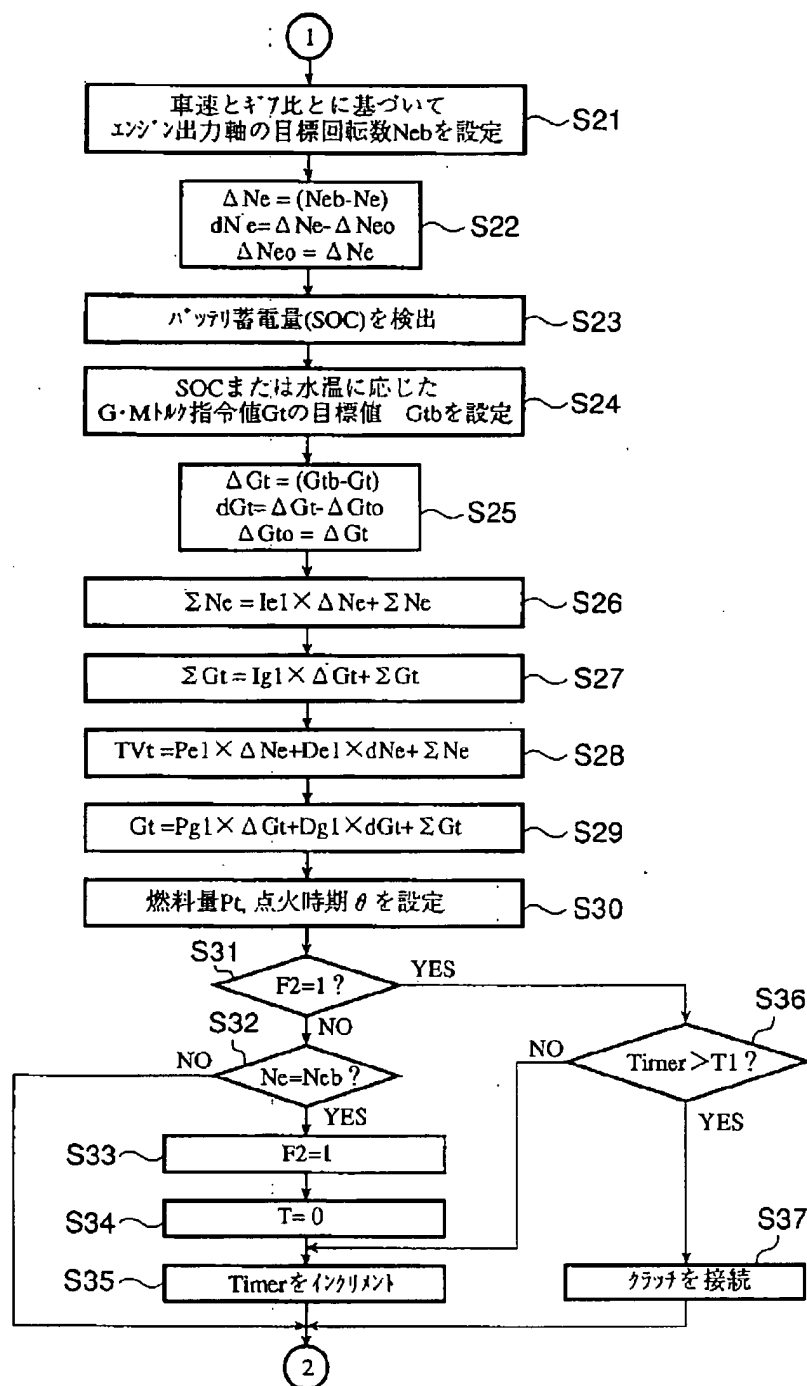 1
車速とギア比とに基づいて
エンジン出力軸の目標回転数Nebを設定
S21
ΔNe = (Neb-Ne)
dNe=ΔNe-ΔNeo
ΔNeo = ΔNe
S22
バッテリ蓄電量(SOC)を検出
S23
SOCまたは水温に応じた
G・Mトルク指令値Gtの目標値 Gtbを設定
S24
ΔGt = (Gtb-Gt)
dGt=ΔGt-ΔGto
ΔGto = ΔGt
S25
ΣNe = Ie1×ΔNe+ΣNe
S26
ΣGt = Ig1×ΔGt+ΣGt
S27
TVt =Pe1×ΔNe+De1×dNe+ΣNe
S28
Gt=Pg1×ΔGt+Dg1×dGt+ΣGt
S29
燃料量Pt, 点火時期θを設定
S30
S31
F2=1?
YES
NO
S36
Timer>T1?
NO
YES
S32
Ne=Neb?
NO
YES
S33
F2=1
S34
T=0
S35
Timerをインクリメント
S37
クラッチを接続
2